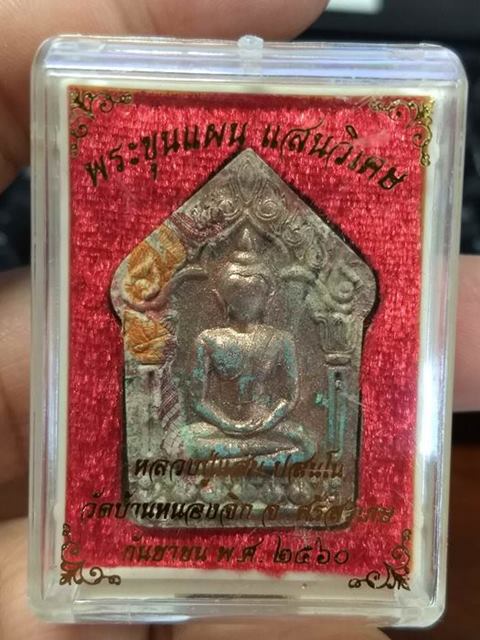 พระขุนแผน แสนวิเศษ
หลวงปู่แสน ปสนฺโน
วัดบ้านหนองจิก จ. ศรีสะเกษ
กันยายน พ.ศ. ๒๕๖๐